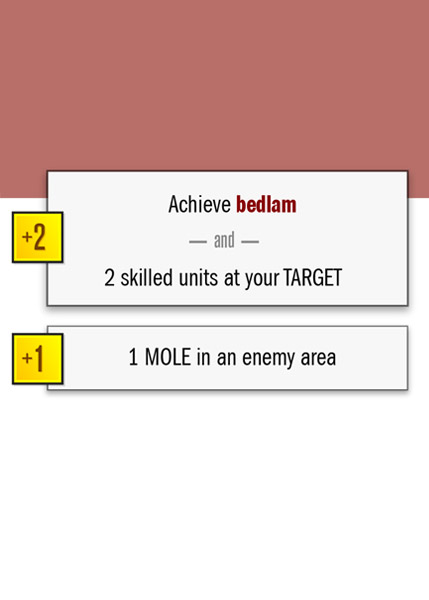 Achieve bedlam
+2
— and —
2 skilled units at your TARGET
+1
1 MOLE in an enemy area